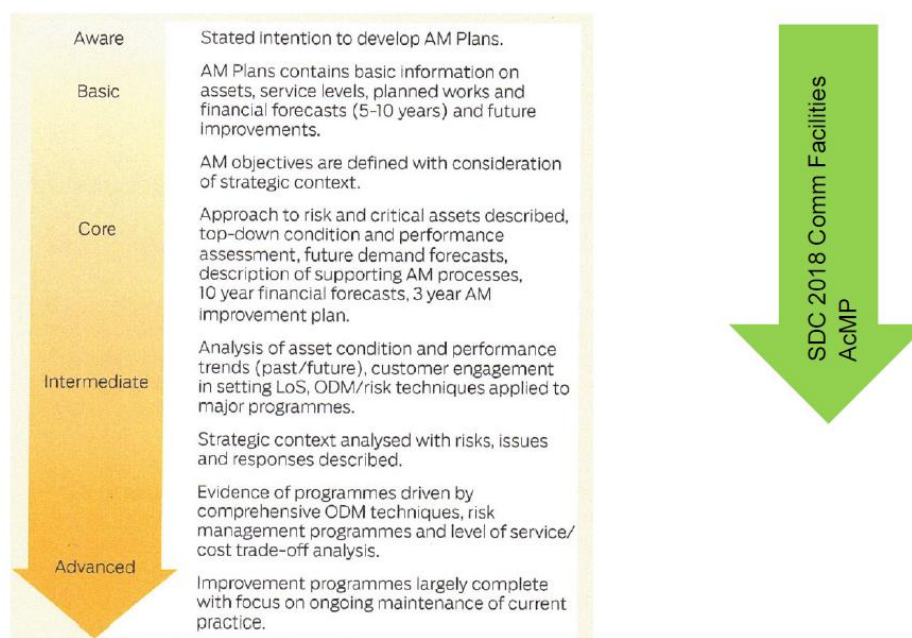 Aware
Stated intention to develop AM Plans.
Basic
AM Plans contains basic information on
assets, service levels, planned works and
financial forecasts (5-10 years) and future
improvements.
AM objectives are defined with consideration
of strategic context.
Core
Approach to risk and critical assets described,
top-down condition and performance
assessment, future demand forecasts,
description of supporting AM processes,
10 year financial forecasts, 3 year AM
improvement plan.
Intermediate
Analysis of asset condition and performance
trends (past/future), customer engagement
in setting LoS, ODM/risk techniques applied to
major programmes.
Strategic context analysed with risks, issues
and responses described.
Advanced
Evidence of programmes driven by
comprehensive ODM techniques, risk
management programmes and level of service/
cost trade-off analysis.
Improvement programmes largely complete
with focus on ongoing maintenance of current
practice.
SDC 2018 Comm Facilities
AcMP